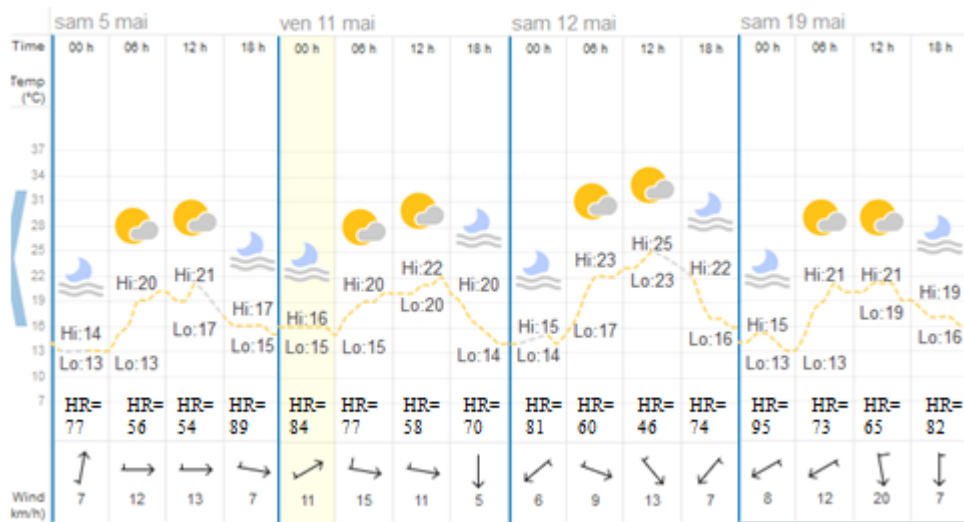 sam 5 mai ven 11 mai sam 12 mai sam 19 mai
Time 00 h 06 h 12 h 18 h 00 h 06 h 12 h 18 h 00 h 06 h 12 h 18 h 00 h 06 h 12 h 18 h
Temp
(°C)
37
34
31
28
25
22
19
16
13
10
7
Hi:14 Hi:20 Hi:21 Hi:17 Hi:16 Hi:20 Hi:22 Hi:20 Hi:15 Hi:23 Hi:25 Hi:22 Hi:15 Hi:21 Hi:21 Hi:19
Lo:13 Lo:13 Lo:17 Lo:15 Lo:15 Lo:15 Lo:20 Lo:14 Lo:14 Lo:17 Lo:23 Lo:16 Lo:13 Lo:13 Lo:19 Lo:16
HR= HR= HR= HR= HR= HR= HR= HR= HR= HR= HR= HR= HR= HR= HR= HR=
77 56 54 89 84 77 58 70 81 60 46 74 95 73 65 82
Wind
km/h) 7 12 13 7 11 15 11 5 6 9 13 7 8 12 20 7